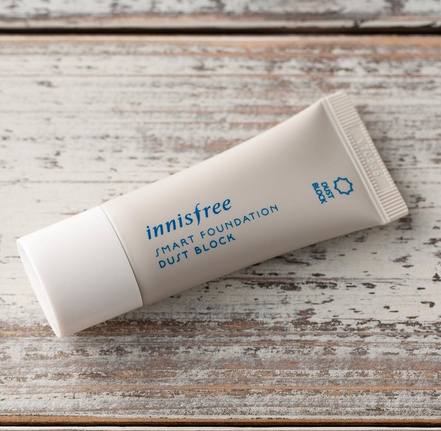 innisfree
SMART FOUNDATION
DUST BLOCK
DUST
BLOCK